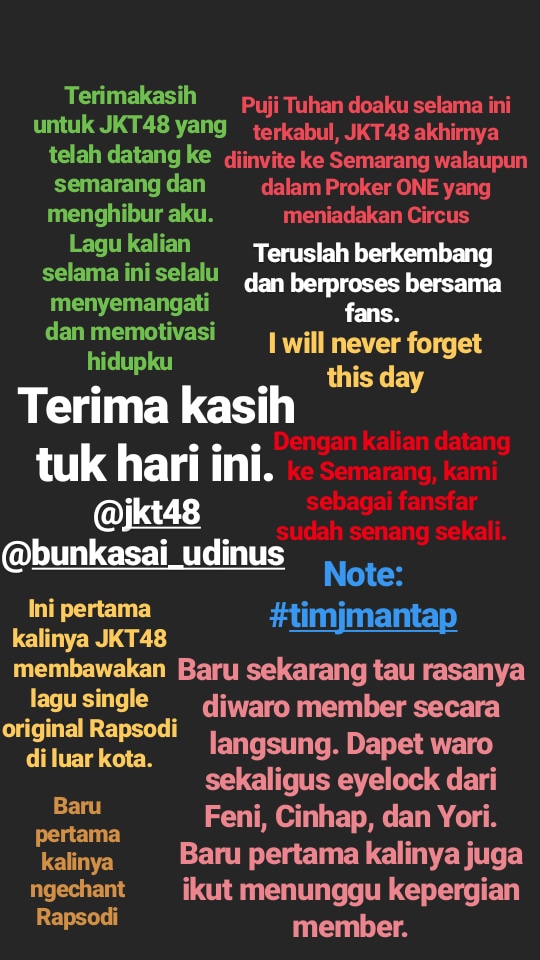 Terimakasih
untuk JKT48 yang
telah datang ke
semarang dan
menghibur aku.
Lagu kalian
selama ini selalu
menyemangati
dan memotivasi
hidupku
Puji Tuhan doaku selama ini
terkabul, JKT48 akhirnya
diinvite ke Semarang walaupun
dalam Proker ONE yang
meniadakan Circus
Teruslah berkembang
dan berproses bersama
fans.
I will never forget
this day
Terima kasih
tuk hari ini.
@jkt48
@bunkasai_udinus
Dengan kalian datang
ke Semarang, kami
sebagai fansfar
sudah senang sekali.
Note:
#timjmantap
Ini pertama
kalinya JKT48
membawakan
lagu single
original Rapsodi
di luar kota.
Baru
pertama
kalinya
ngechant
Rapsodi
Baru sekarang tau rasanya
diwaro member secara
langsung. Dapet waro
sekaligus eyelock dari
Feni, Cinhap, dan Yori.
Baru pertama kalinya juga
ikut menunggu kepergian
member.